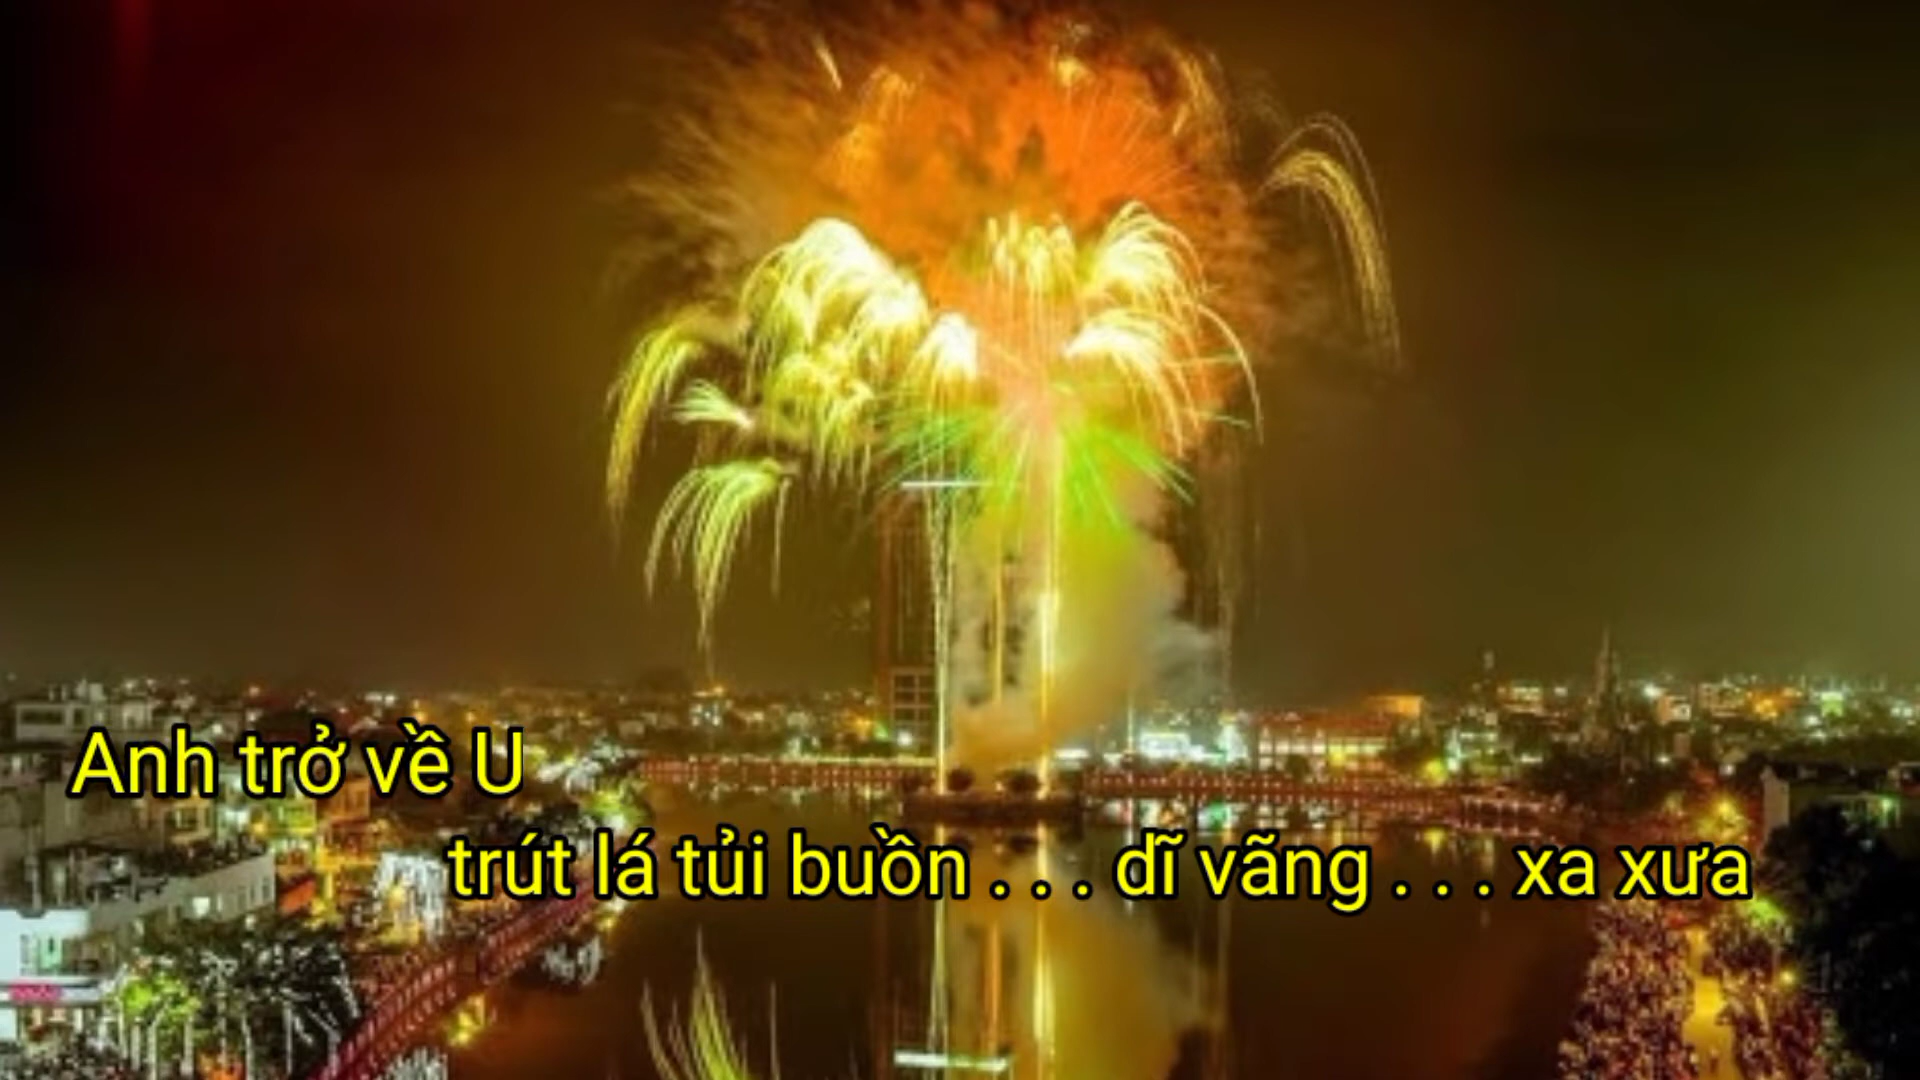 Anh trở về U
trút lá tủi buồn . . . dĩ vãng . . . xa xưa